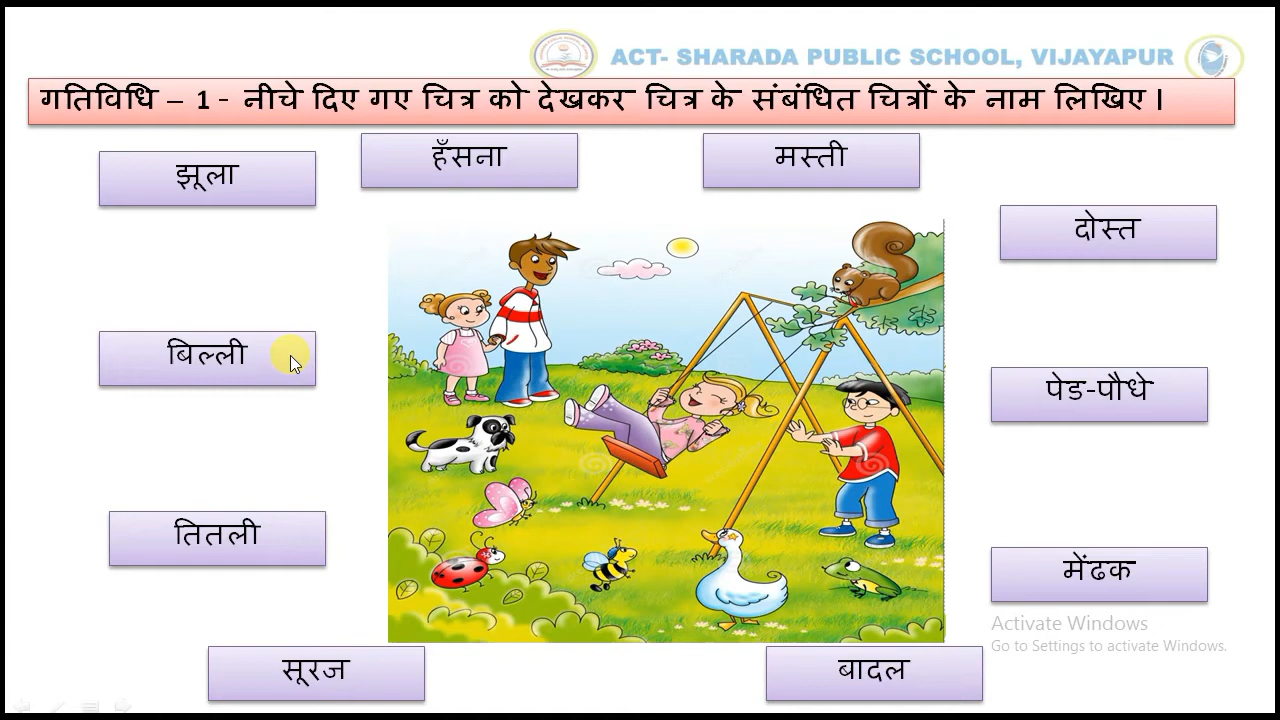 ACT- SHARADA PUBLIC SCHOOL, VIJAYAPUR
गतिविधि – 1 - नीचे दिए गए चित्र को देखकर चित्र के संबंधित चित्रों के नाम लिखिए ।
झूला
हँसना
मस्ती
दोस्त
बिल्ली
पेड-पौधे
तितली
मेंढक
Activate Windows
Go to Settings to activate Windows.
सूरज
बादल